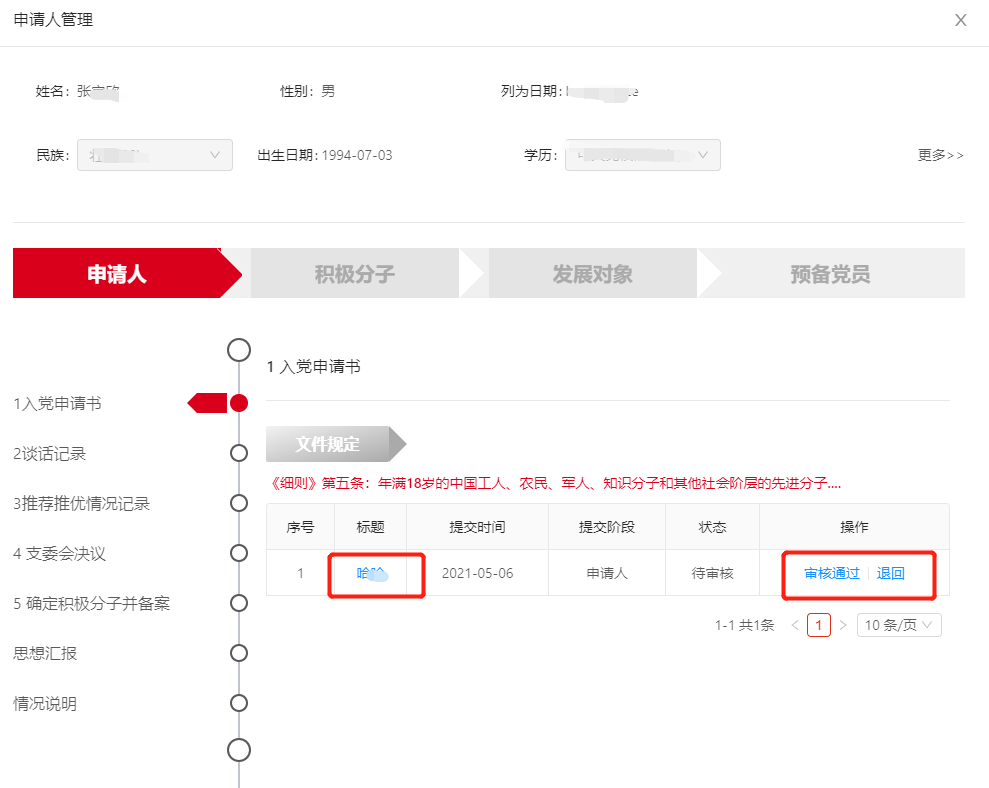 申请人管理 X
姓名： 张 性别： 男 列为日期：
民族： 出生日期： 1994-07-03 学历： 更多>>
申请人 积极分子 发展对象 预备党员
1 入党申请书
1入党申请书
2谈话记录
3推荐推优情况记录
4 支委会决议
5 确定积极分子并备案
思想汇报
情况说明
文件规定
《细则》第五条：年满18岁的中国工人、农民、军人、知识分子和其他社会阶层的先进分子....
序号 标题 提交时间 提交阶段 状态 操作
1 哈哈 2021-05-06 申请人 待审核 审核通过 退回
1-1 共1条 < 1 > 10 条/页